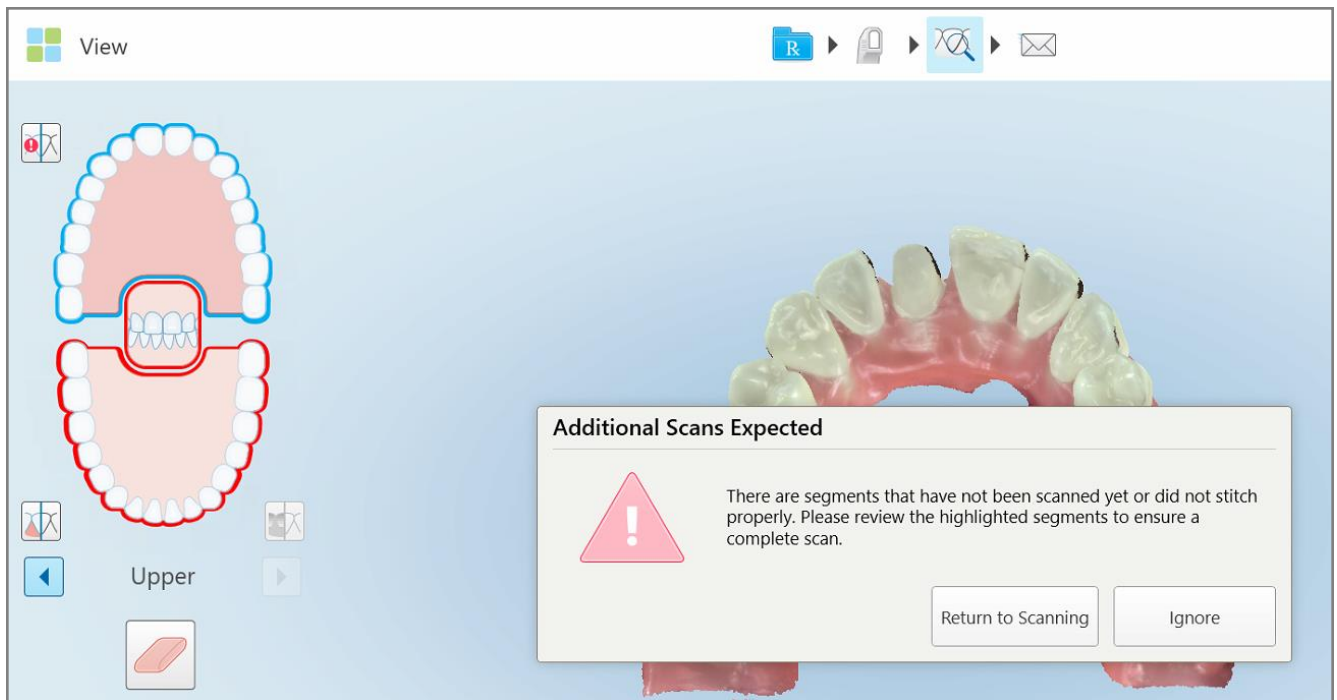 View
R
Additional Scans Expected
There are segments that have not been scanned yet or did not stitch
properly. Please review the highlighted segments to ensure a
complete scan.
Upper
Return to Scanning
Ignore